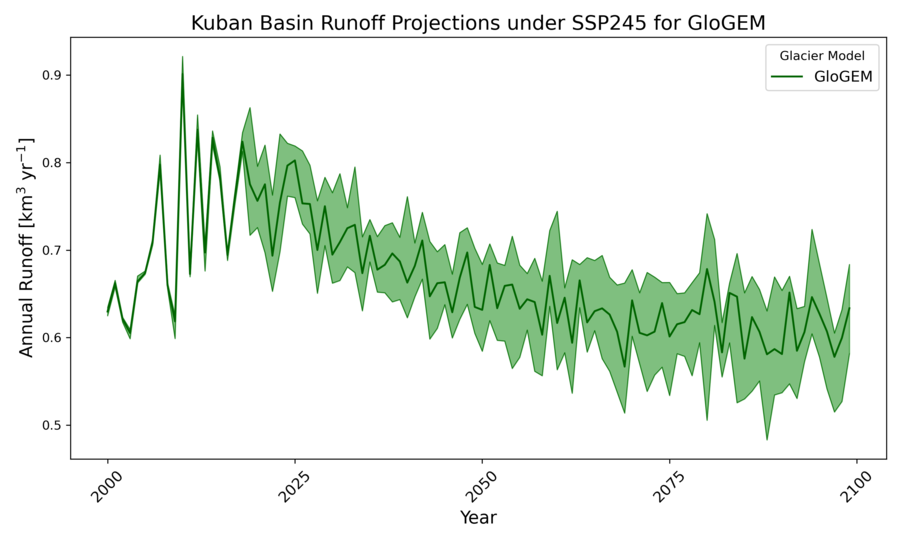 Kuban Basin Runoff Projections under SSP245 for GloGEM
Glacier Model
GloGEM
Annual Runoff [km³ yr⁻¹]
0.9
0.8
0.7
0.6
0.5
2000
2025
2050
2075
2100
Year